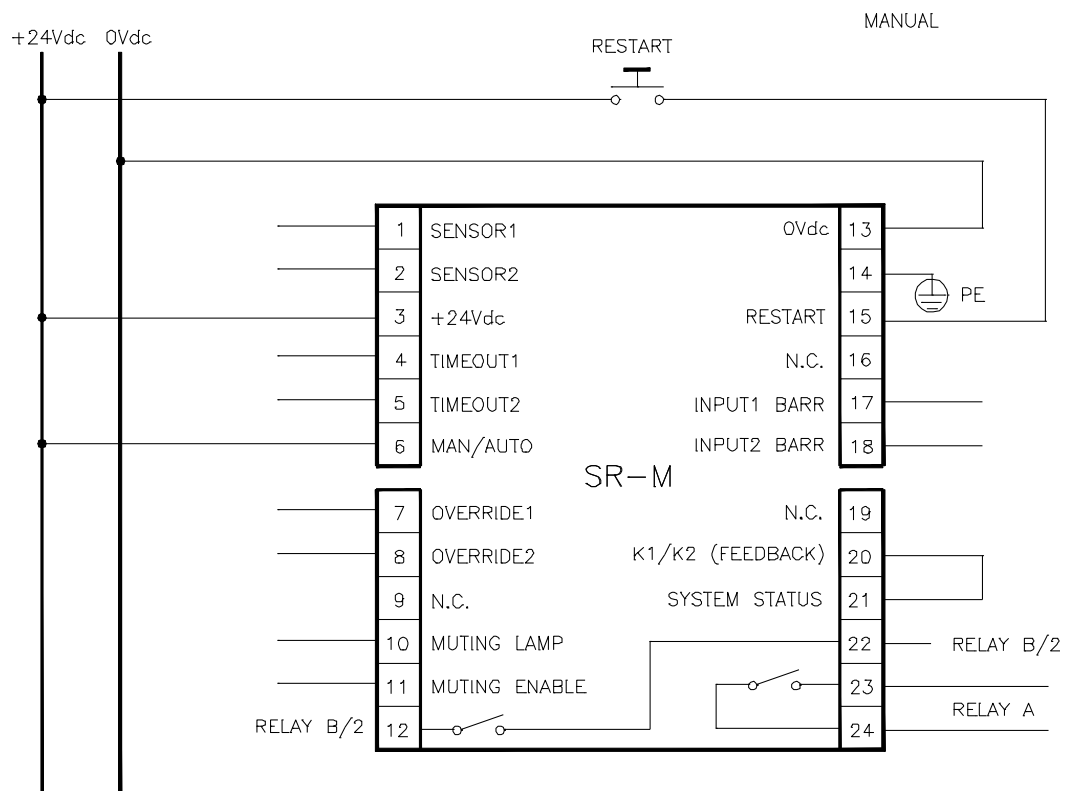 MANUAL
+24Vdc 0Vdc
RESTART
1 SENSOR1 0Vdc 13
2 SENSOR2 14
PE
3 +24Vdc RESTART 15
4 TIMEOUT1 N.C. 16
5 TIMEOUT2 INPUT1 BARR 17
6 MAN/AUTO INPUT2 BARR 18
SR-M
7 OVERRIDE1 N.C. 19
8 OVERRIDE2 K1/K2 (FEEDBACK) 20
9 N.C. SYSTEM STATUS 21
10 MUTING LAMP 22 RELAY B/2
11 MUTING ENABLE 23
RELAY A
RELAY B/2 12 24